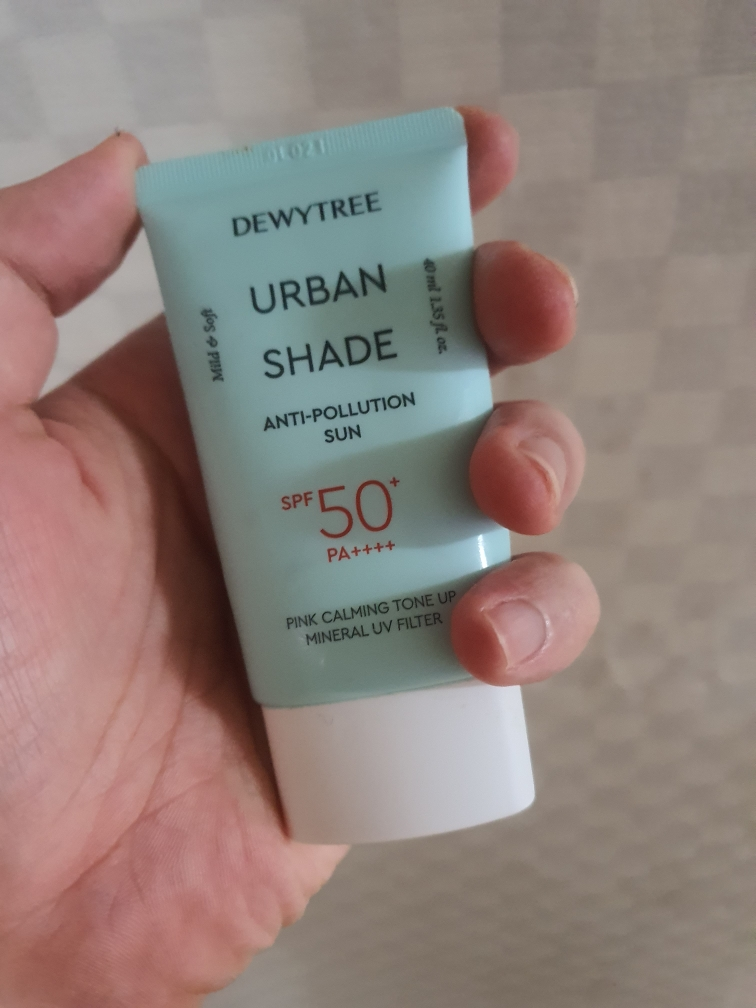 DEWYTREE
URBAN
SHADE
Mild & Soft
40 ml 1.35 fl. oz.
ANTI-POLLUTION
SUN
SPF 50+
PA++++
PINK CALMING TONE UP
MINERAL UV FILTER